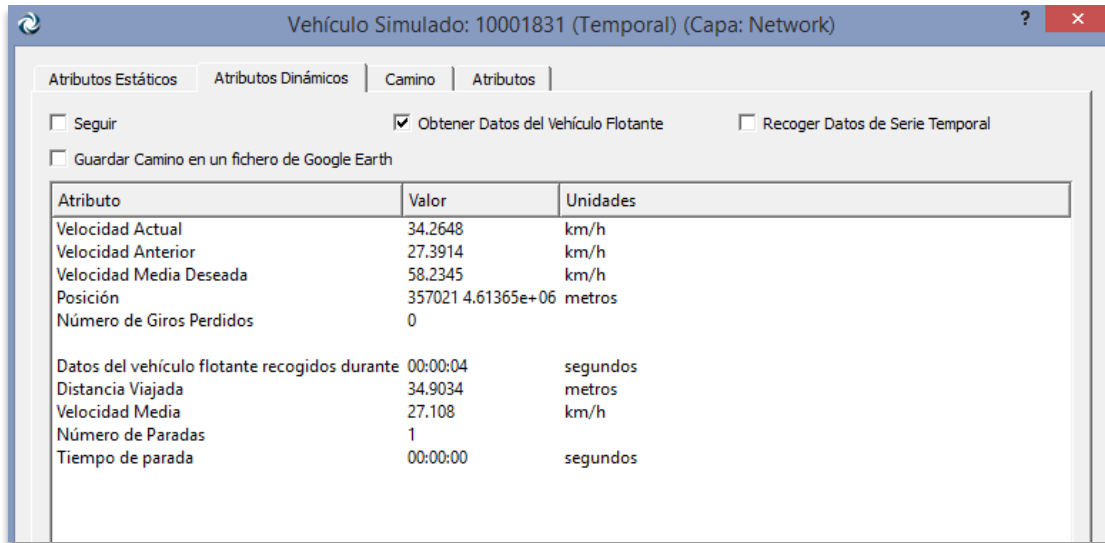 Vehículo Simulado: 10001831 (Temporal) (Capa: Network) ? ×
Atributos Estáticos Atributos Dinámicos Camino Atributos
Seguir Obtener Datos del Vehículo Flotante Recoger Datos de Serie Temporal
Guardar Camino en un fichero de Google Earth
Atributo Valor Unidades
Velocidad Actual 34.2648 km/h
Velocidad Anterior 27.3914 km/h
Velocidad Media Deseada 58.2345 km/h
Posición 357021 4.61365e+06 metros
Número de Giros Perdidos 0
Datos del vehículo flotante recogidos durante 00:00:04 segundos
Distancia Viajada 34.9034 metros
Velocidad Media 27.108 km/h
Número de Paradas 1
Tiempo de parada 00:00:00 segundos